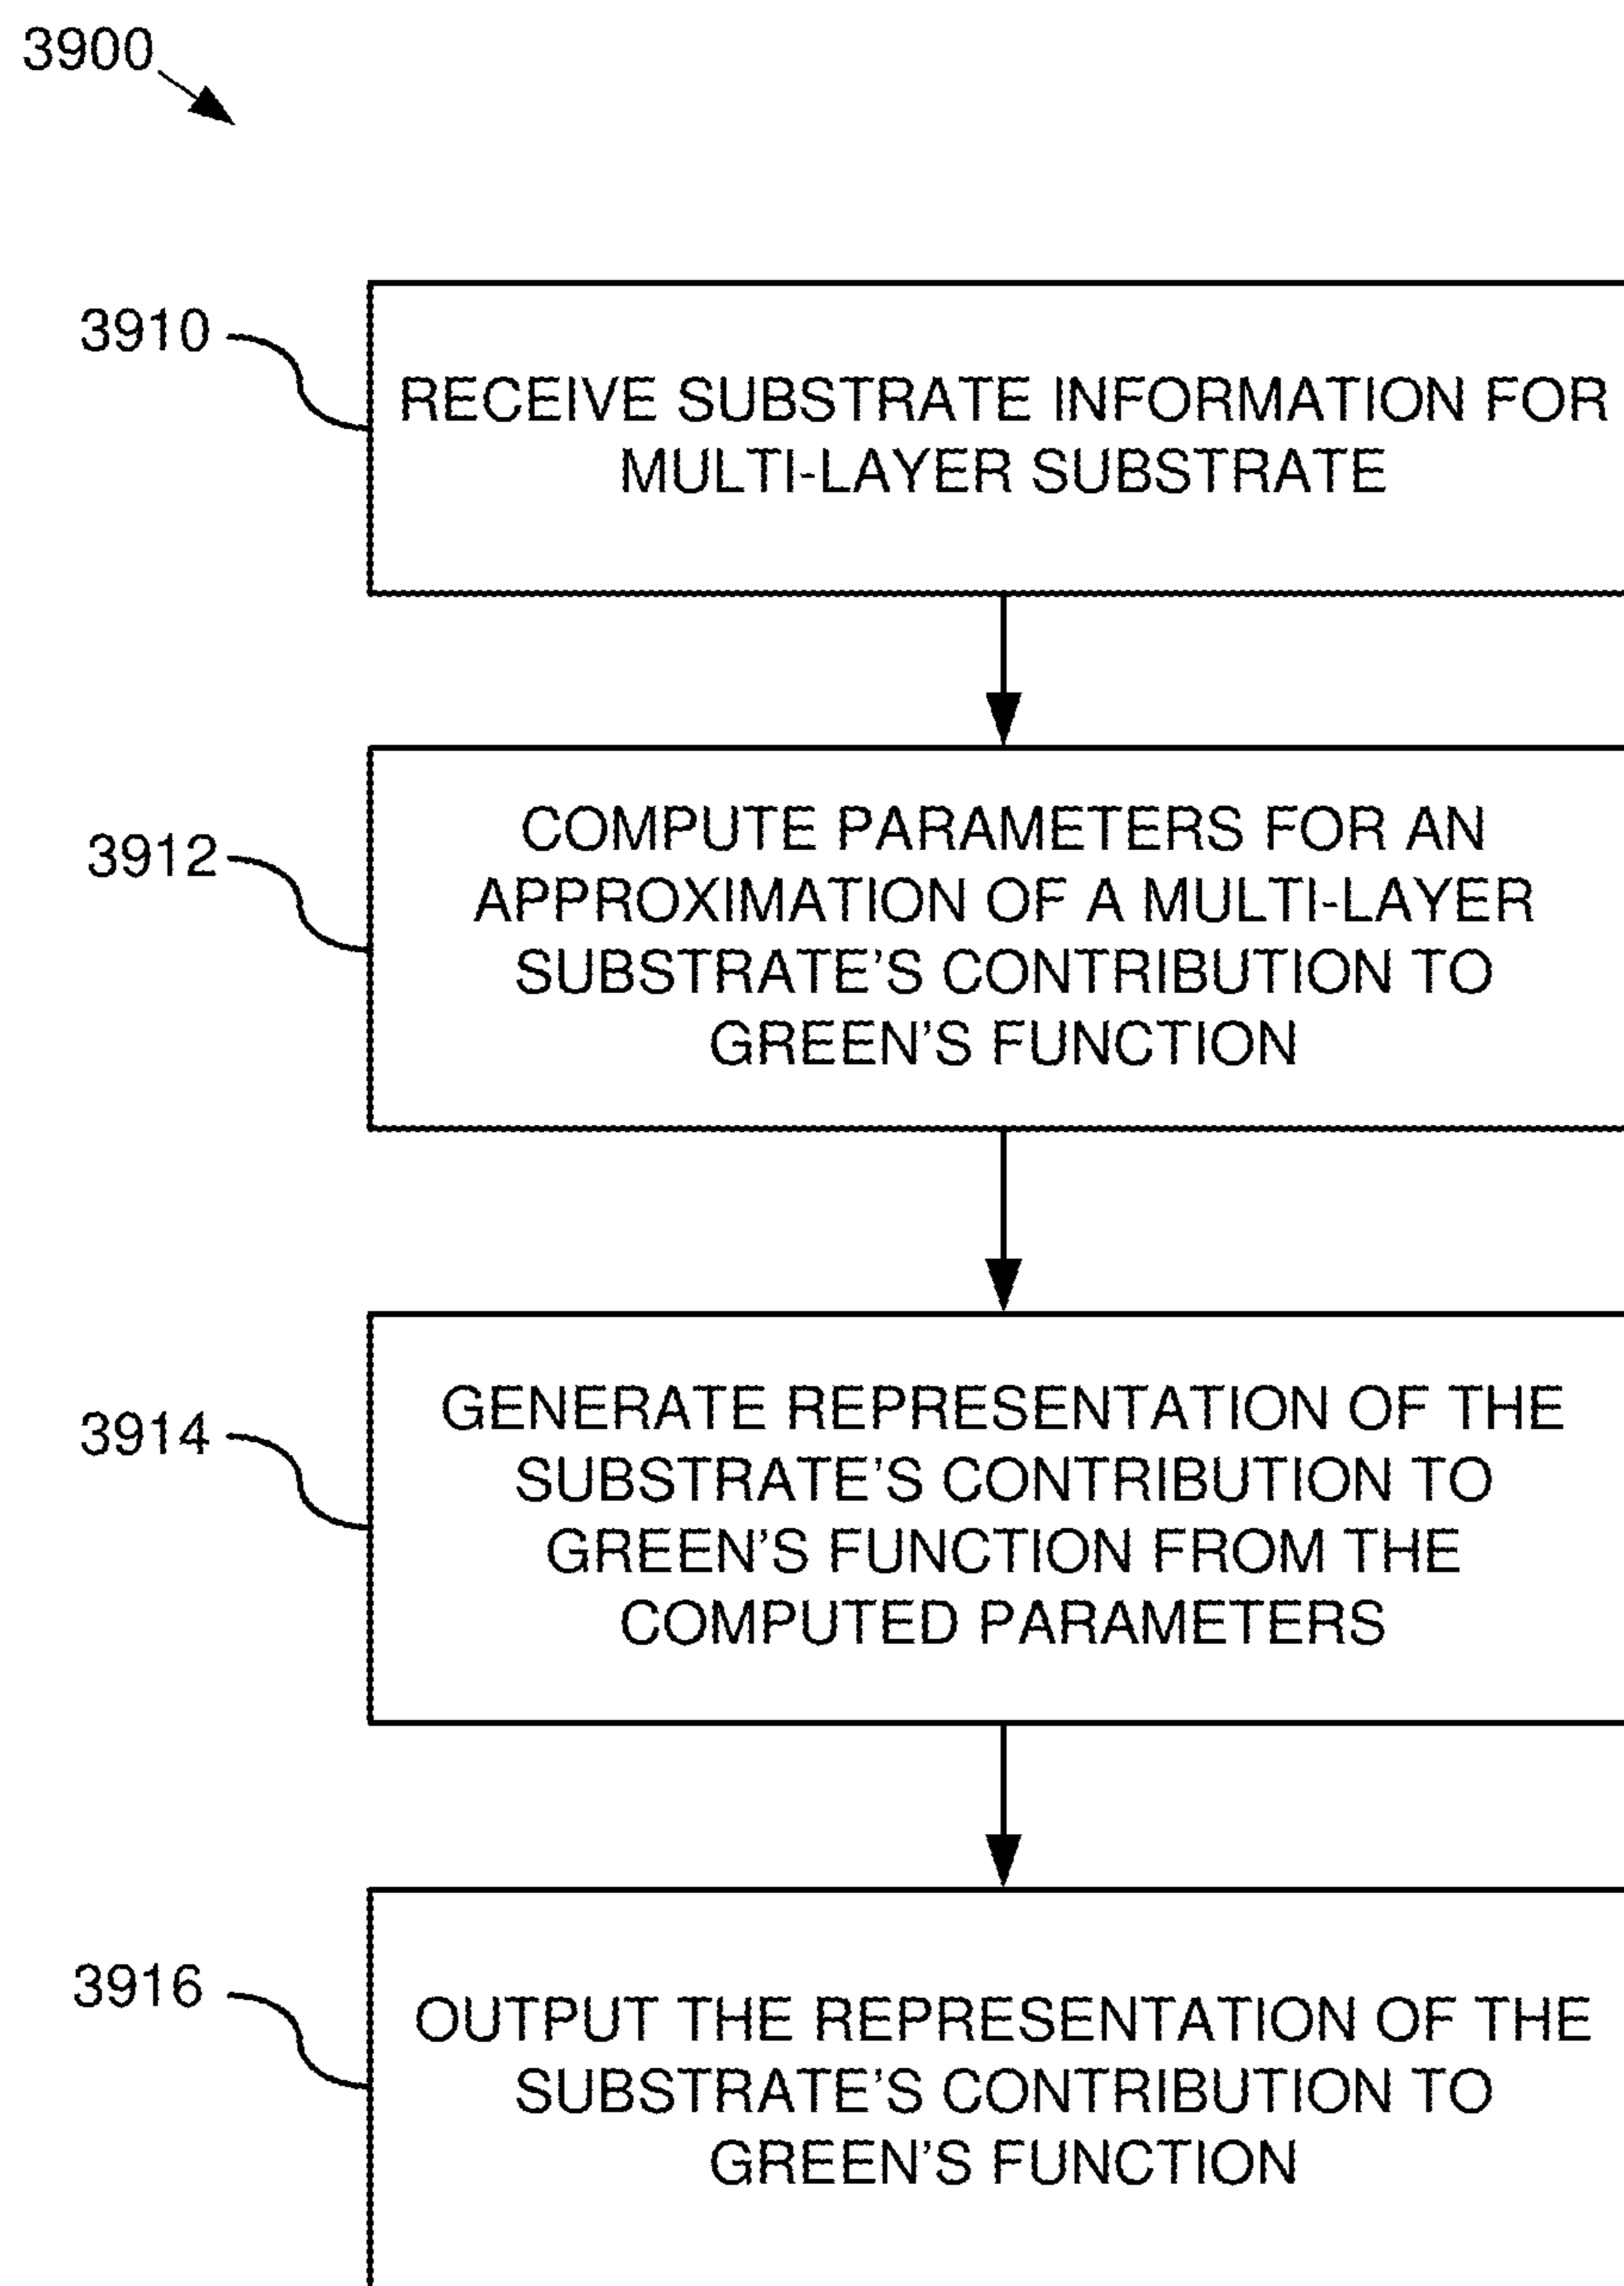 3900
3910
RECEIVE SUBSTRATE INFORMATION FOR
MULTI-LAYER SUBSTRATE
3912
COMPUTE PARAMETERS FOR AN
APPROXIMATION OF A MULTI-LAYER
SUBSTRATE'S CONTRIBUTION TO
GREEN'S FUNCTION
3914
GENERATE REPRESENTATION OF THE
SUBSTRATE'S CONTRIBUTION TO
GREEN'S FUNCTION FROM THE
COMPUTED PARAMETERS
3916
OUTPUT THE REPRESENTATION OF THE
SUBSTRATE'S CONTRIBUTION TO
GREEN'S FUNCTION